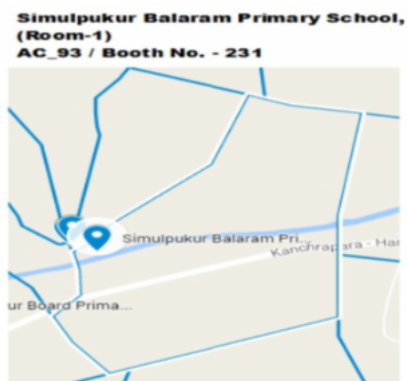 Simulpukur Balaram Primary School,
(Room-1)
AC_93 / Booth No. - 231
Simulpukur Balaram Pri...
Kanchrapara - Har
ur Board Prima...